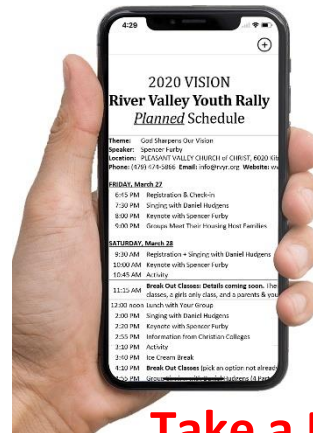 4:29
2020 VISION
River Valley Youth Rally
Planned Schedule
Theme: God Sharpens Our Vision
Speaker: Spencer Furby
Location: PLEASANT VALLEY CHURCH of CHRIST, 6020 Kib
Phone: (479) 474-5866 Email: info@rvyr.org Website: ww
FRIDAY, March 27
6:45 PM Registration & Check-in
7:30 PM Singing with Daniel Hudgens
8:00 PM Keynote with Spencer Furby
9:00 PM Groups Meet Their Housing Host Families
SATURDAY, March 28
9:30 AM Registration + Singing with Daniel Hudgens
10:00 AM Keynote with Spencer Furby
10:45 AM Activity
11:15 AM Break Out Classes: Details coming soon. The
classes, a girls only class, and a parents & you
12:00 noon Lunch with Your Group
2:00 PM Singing with Daniel Hudgens
2:20 PM Keynote with Spencer Furby
2:55 PM Information from Christian Colleges
3:10 PM Activity
3:40 PM Ice Cream Break
4:10 PM Break Out Classes (pick an option not already
Hudgens (4 Part
Take a